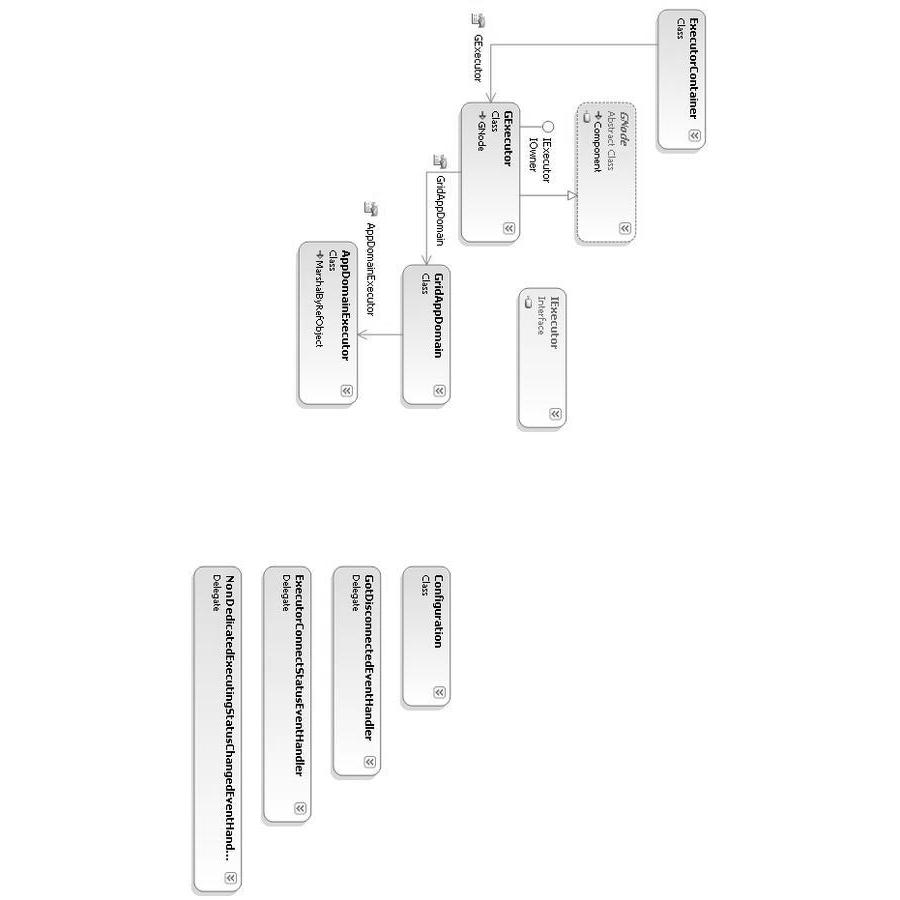 ExecutorContainer
Class
GExecutor
GNode
Abstract Class
Component
IExecutor
IOwner
GExecutor
Class
GNode
GridAppDomain
AppDomainExecutor
IExecutor
Interface
GridAppDomain
Class
AppDomainExecutor
Class
MarshalByRefObject
Configuration
Class
GotDisconnectedEventHandler
Delegate
ExecutorConnectStatusEventHandler
Delegate
NonDedicatedExecutingStatusChangedEventHand...
Delegate